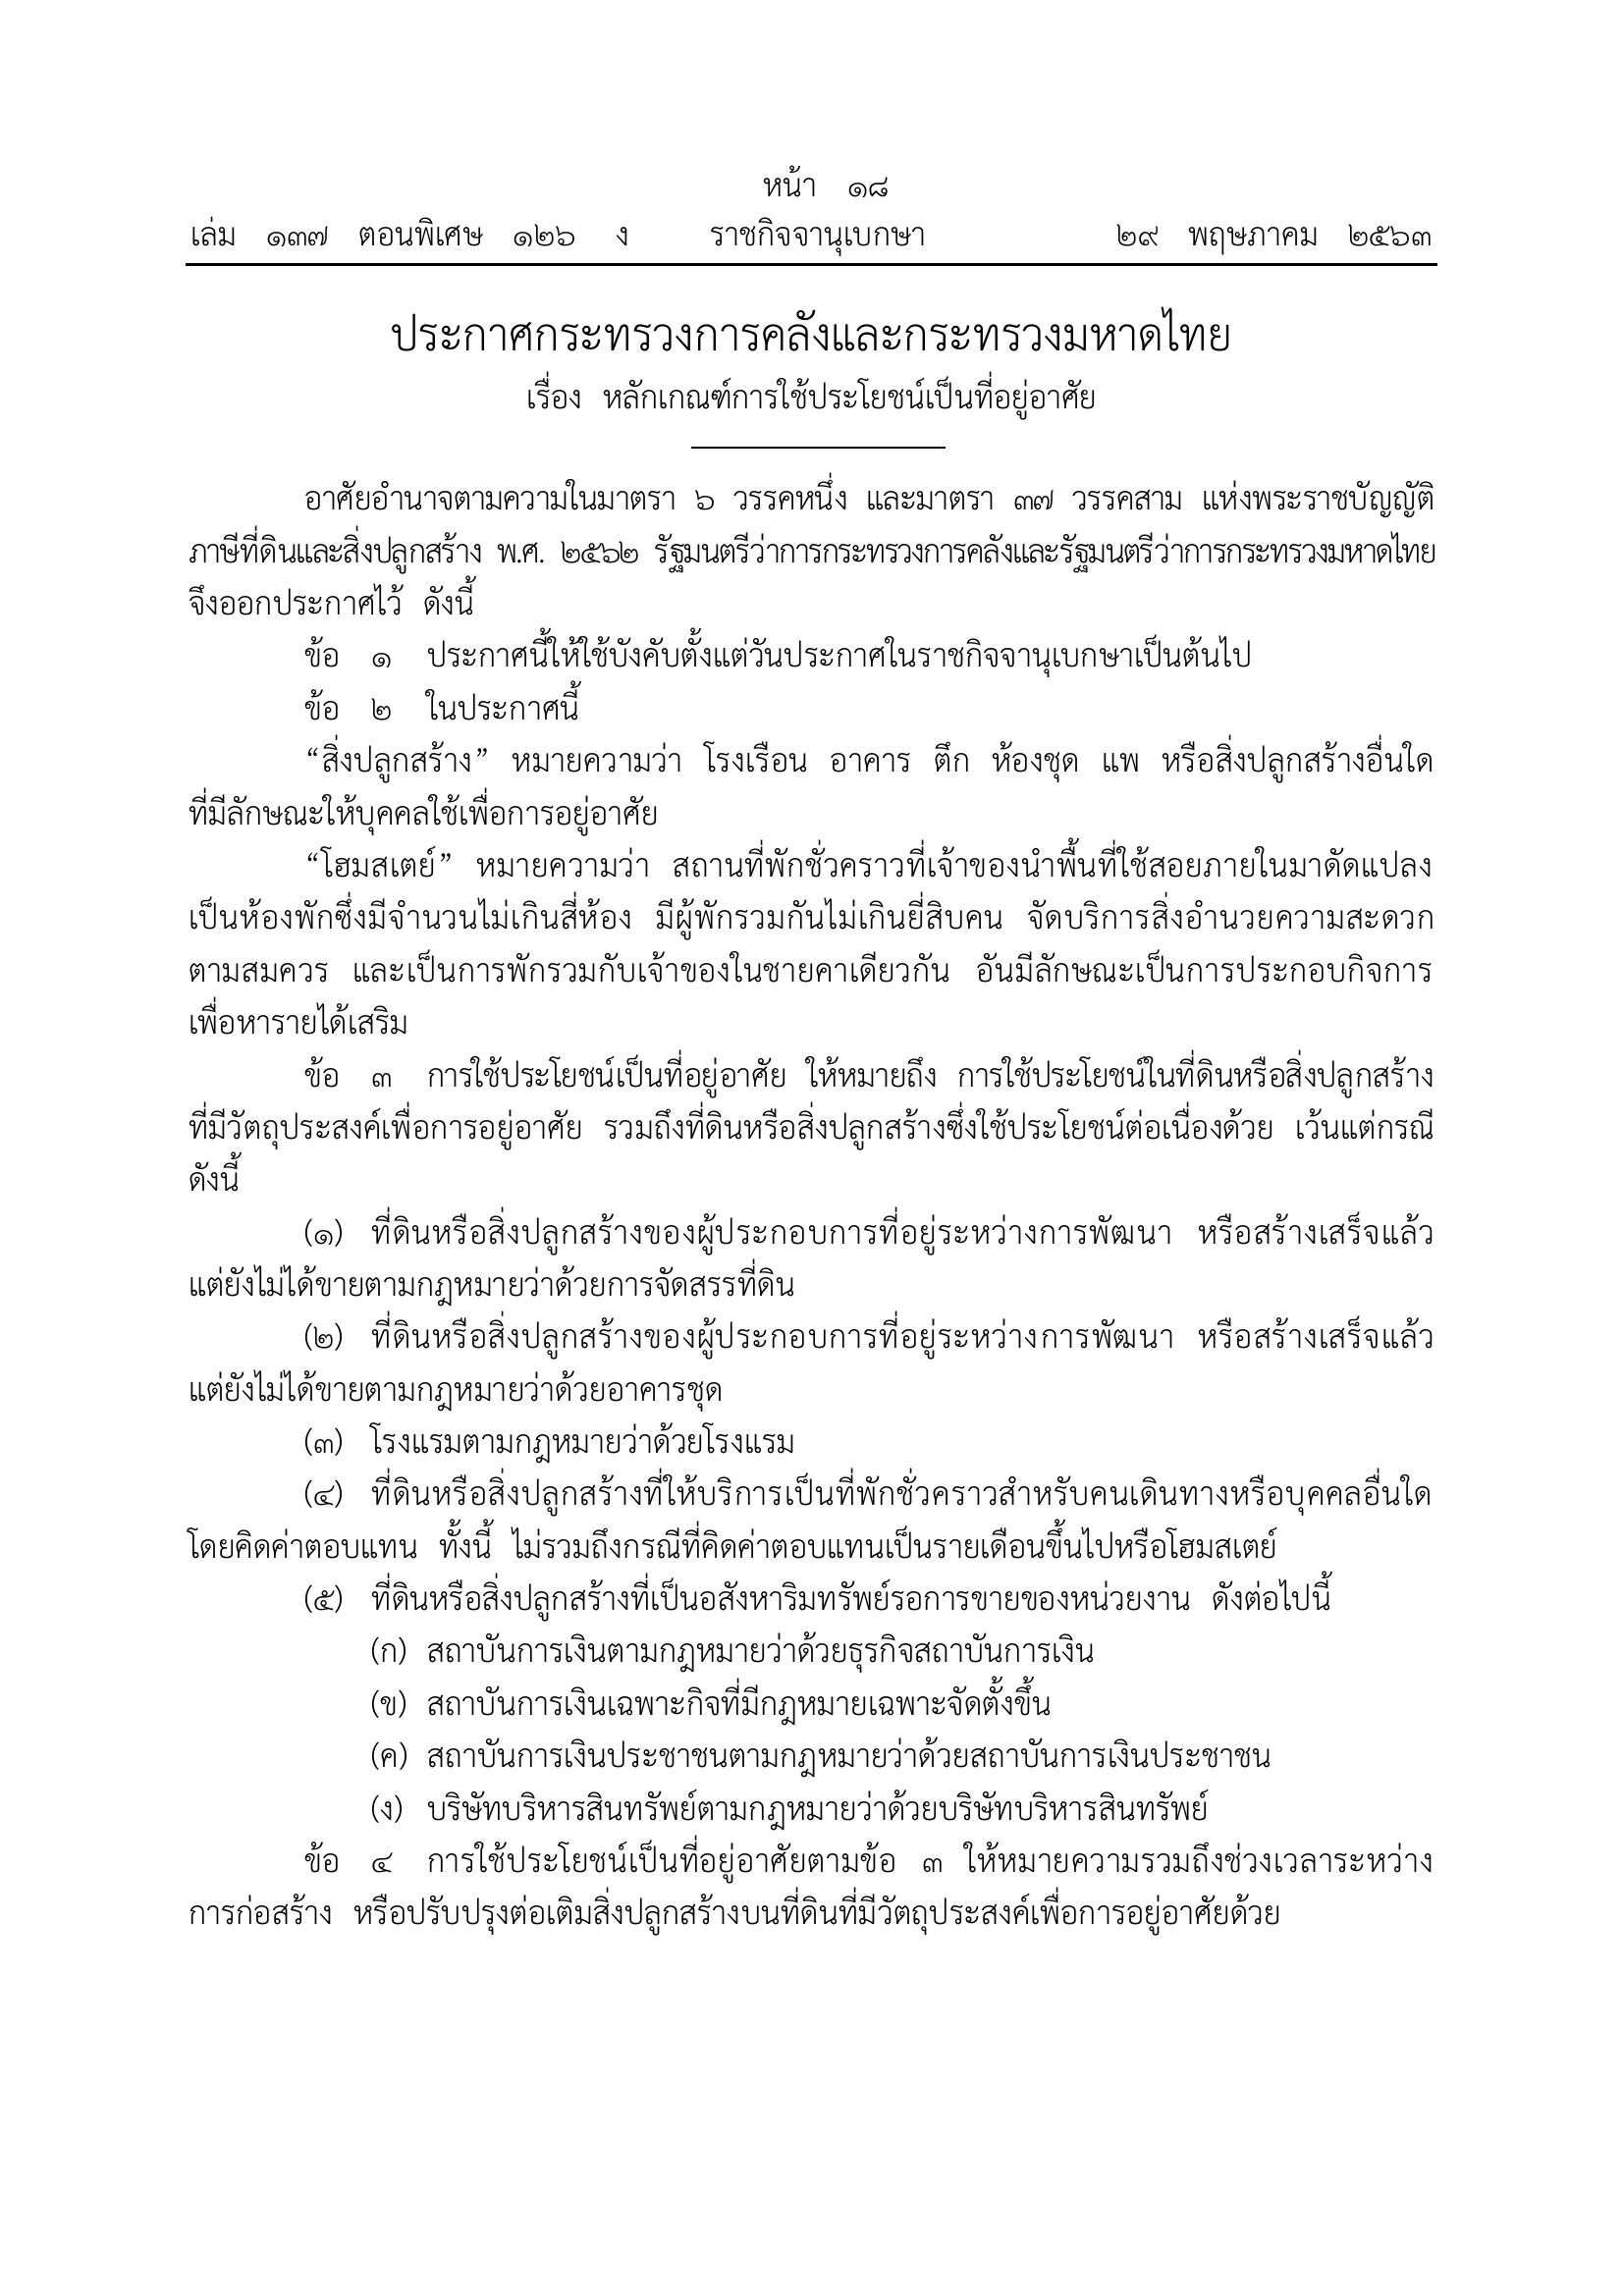 หน้า ๑๘
เล่ม ๑๓๗ ตอนพิเศษ ๑๒๖ ง ราชกิจจานุเบกษา ๒๙ พฤษภาคม ๒๕๖๓
ประกาศกระทรวงการคลังและกระทรวงมหาดไทย
เรื่อง หลักเกณฑ์การใช้ประโยชน์เป็นที่อยู่อาศัย
อาศัยอำนาจตามความในมาตรา ๖ วรรคหนึ่ง และมาตรา ๓๗ วรรคสาม แห่งพระราชบัญญัติ
ภาษีที่ดินและสิ่งปลูกสร้าง พ.ศ. ๒๕๖๒ รัฐมนตรีว่าการกระทรวงการคลังและรัฐมนตรีว่าการกระทรวงมหาดไทย
จึงออกประกาศไว้ ดังนี้
ข้อ ๑ ประกาศนี้ให้ใช้บังคับตั้งแต่วันประกาศในราชกิจจานุเบกษาเป็นต้นไป
ข้อ ๒ ในประกาศนี้
“สิ่งปลูกสร้าง” หมายความว่า โรงเรือน อาคาร ตึก ห้องชุด แพ หรือสิ่งปลูกสร้างอื่นใด
ที่มีลักษณะให้บุคคลใช้เพื่อการอยู่อาศัย
“โฮมสเตย์” หมายความว่า สถานที่พักชั่วคราวที่เจ้าของนำพื้นที่ใช้สอยภายในมาดัดแปลง
เป็นห้องพักซึ่งมีจำนวนไม่เกินสี่ห้อง มีผู้พักรวมกันไม่เกินยี่สิบคน จัดบริการสิ่งอำนวยความสะดวก
ตามสมควร และเป็นการพักรวมกับเจ้าของในชายคาเดียวกัน อันมีลักษณะเป็นการประกอบกิจการ
เพื่อหารายได้เสริม
ข้อ ๓ การใช้ประโยชน์เป็นที่อยู่อาศัย ให้หมายถึง การใช้ประโยชน์ในที่ดินหรือสิ่งปลูกสร้าง
ที่มีวัตถุประสงค์เพื่อการอยู่อาศัย รวมถึงที่ดินหรือสิ่งปลูกสร้างซึ่งใช้ประโยชน์ต่อเนื่องด้วย เว้นแต่กรณี
ดังนี้
(๑) ที่ดินหรือสิ่งปลูกสร้างของผู้ประกอบการที่อยู่ระหว่างการพัฒนา หรือสร้างเสร็จแล้ว
แต่ยังไม่ได้ขายตามกฎหมายว่าด้วยการจัดสรรที่ดิน
(๒) ที่ดินหรือสิ่งปลูกสร้างของผู้ประกอบการที่อยู่ระหว่างการพัฒนา หรือสร้างเสร็จแล้ว
แต่ยังไม่ได้ขายตามกฎหมายว่าด้วยอาคารชุด
(๓) โรงแรมตามกฎหมายว่าด้วยโรงแรม
(๔) ที่ดินหรือสิ่งปลูกสร้างที่ให้บริการเป็นที่พักชั่วคราวสำหรับคนเดินทางหรือบุคคลอื่นใด
โดยคิดค่าตอบแทน ทั้งนี้ ไม่รวมถึงกรณีที่คิดค่าตอบแทนเป็นรายเดือนขึ้นไปหรือโฮมสเตย์
(๕) ที่ดินหรือสิ่งปลูกสร้างที่เป็นอสังหาริมทรัพย์รอการขายของหน่วยงาน ดังต่อไปนี้
(ก) สถาบันการเงินตามกฎหมายว่าด้วยธุรกิจสถาบันการเงิน
(ข) สถาบันการเงินเฉพาะกิจที่มีกฎหมายเฉพาะจัดตั้งขึ้น
(ค) สถาบันการเงินประชาชนตามกฎหมายว่าด้วยสถาบันการเงินประชาชน
(ง) บริษัทบริหารสินทรัพย์ตามกฎหมายว่าด้วยบริษัทบริหารสินทรัพย์
ข้อ ๔ การใช้ประโยชน์เป็นที่อยู่อาศัยตามข้อ ๓ ให้หมายความรวมถึงช่วงเวลาระหว่าง
การก่อสร้าง หรือปรับปรุงต่อเติมสิ่งปลูกสร้างบนที่ดินที่มีวัตถุประสงค์เพื่อการอยู่อาศัยด้วย